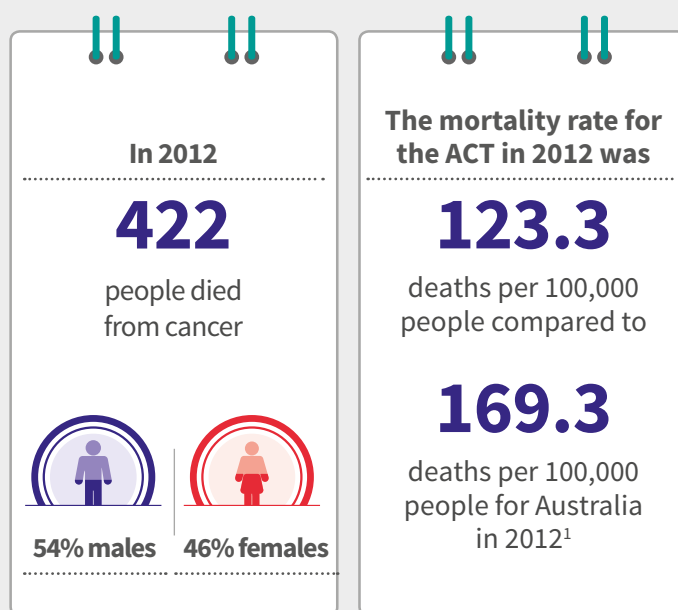 In 2012
422
people died
from cancer
54% males
46% females
The mortality rate for
the ACT in 2012 was
123.3
deaths per 100,000
people compared to
169.3
deaths per 100,000
people for Australia
in 2012¹